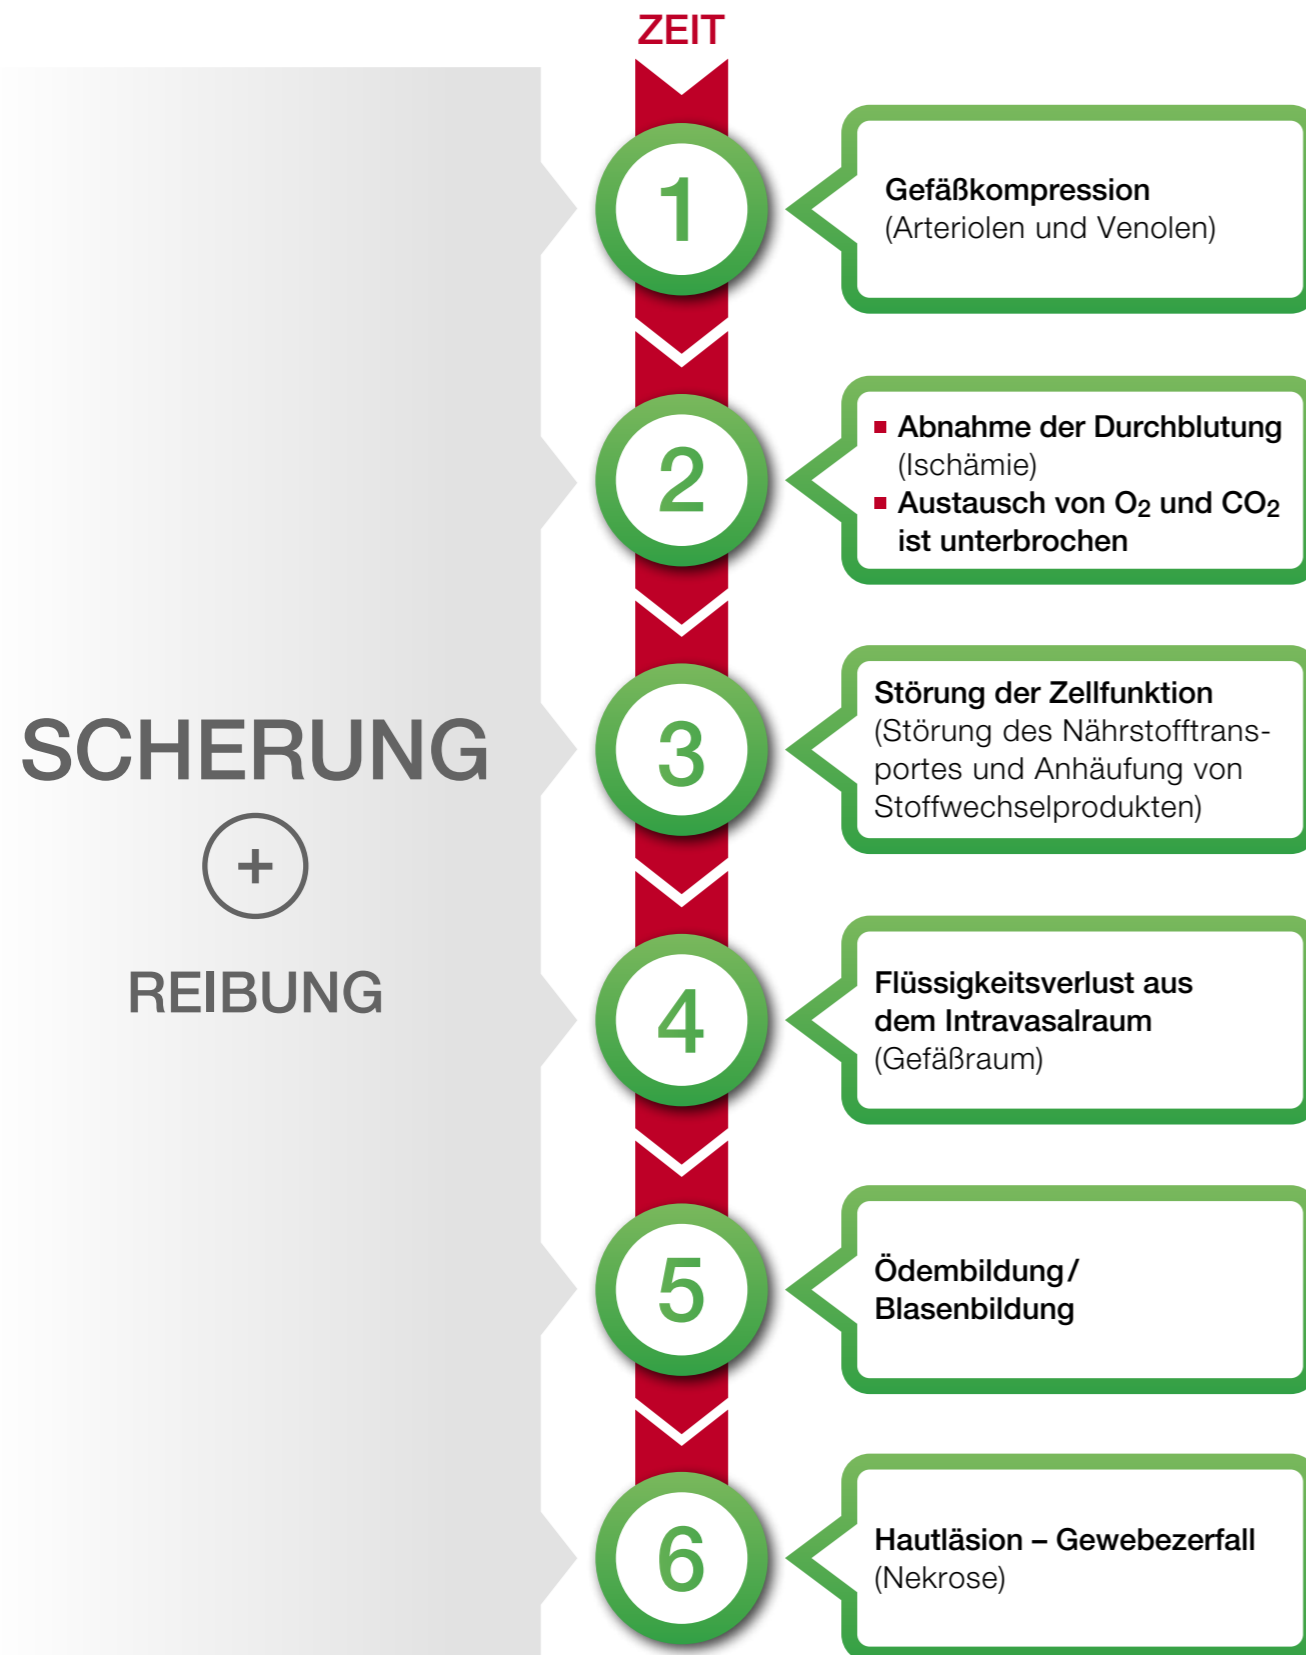 ZEIT
1
Gefäßkompression
(Arteriolen und Venolen)
2
Abnahme der Durchblutung
(Ischämie)
Austausch von O2 und CO2
ist unterbrochen
SCHERUNG
+
REIBUNG
3
Störung der Zellfunktion
(Störung des Nährstofftrans-
portes und Anhäufung von
Stoffwechselprodukten)
4
Flüssigkeitsverlust aus
dem Intravasalraum
(Gefäßraum)
5
Ödembildung/
Blasenbildung
6
Hautläsion – Gewebezerfall
(Nekrose)